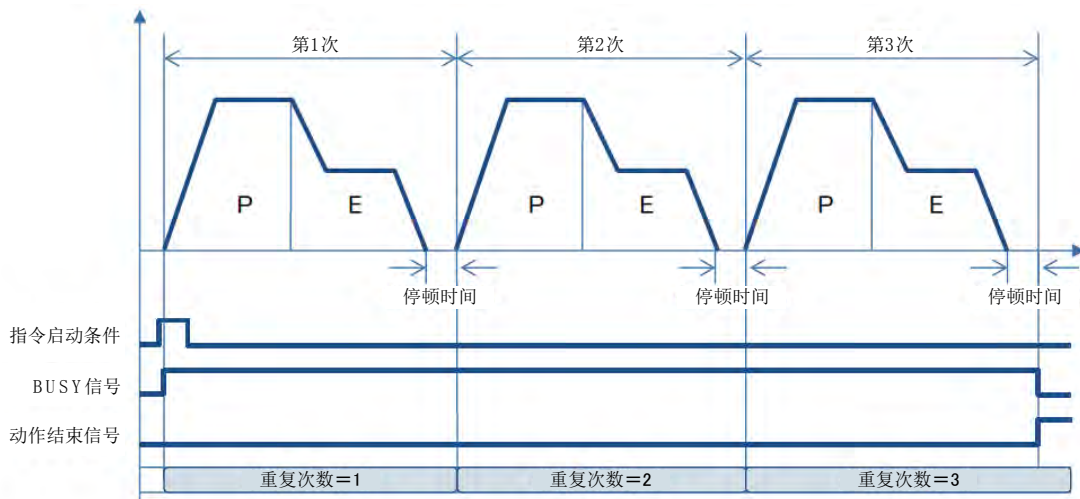 第1次
第2次
第3次
P
E
P
E
P
E
停顿时间
停顿时间
停顿时间
指令启动条件
BUSY信号
动作结束信号
重复次数=1
重复次数=2
重复次数=3